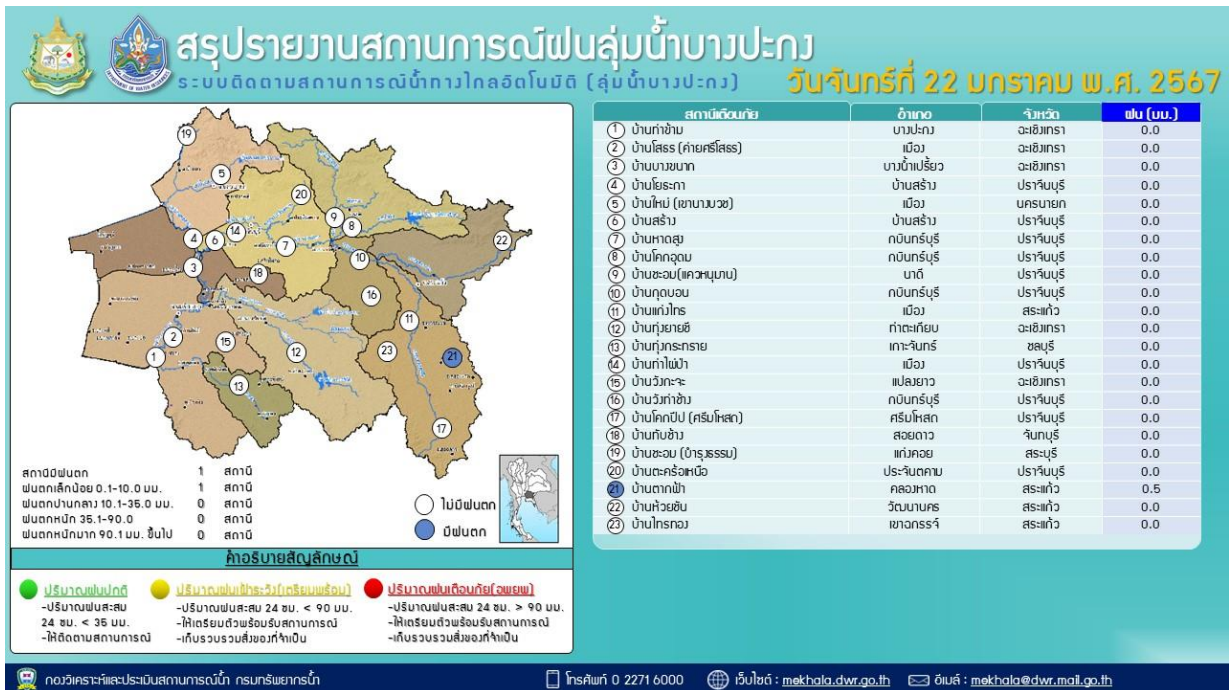 สรุปรายงานสถานการณ์ฝนลุ่มน้ำบางปะกง
ระบบติดตามสถานการณ์น้ำทางไกลอัตโนมัติ (ลุ่มน้ำบางปะกง)
วันจันทร์ที่ 22 มกราคม พ.ศ. 2567
19
5
20
9
8
22
4
6
14
7
10
3
18
16
11
2
15
12
23
21
1
13
17
สถานีมีฝนตก 1 สถานี
ฝนตกเล็กน้อย 0.1-10.0 มม. 1 สถานี
ฝนตกปานกลาง 10.1-35.0 มม. 0 สถานี
ฝนตกหนัก 35.1-90.0 0 สถานี
ฝนตกหนักมาก 90.1 มม. ขึ้นไป 0 สถานี
ไม่มีฝนตก
มีฝนตก
คำอธิบายสัญลักษณ์
ปริมาณฝนปกติ
-ปริมาณฝนสะสม
24 ชม. < 35 มม.
-ให้ติดตามสถานการณ์
ปริมาณฝนเฝ้าระวัง(เตรียมพร้อม)
-ปริมาณฝนสะสม 24 ชม. < 90 มม.
-ให้เตรียมตัวพร้อมรับสถานการณ์
-เก็บรวบรวมสิ่งของที่จำเป็น
ปริมาณฝนเตือนภัย(อพยพ)
-ปริมาณฝนสะสม 24 ชม. > 90 มม.
-ให้เตรียมตัวพร้อมรับสถานการณ์
-เก็บรวบรวมสิ่งของที่จำเป็น
สถานีเตือนภัย อำเภอ จังหวัด ฝน (มม.)
1 บ้านท่าข้าม บางปะกง ฉะเชิงเทรา 0.0
2 บ้านโสธร (ค่ายศรีโสธร) เมือง ฉะเชิงเทรา 0.0
3 บ้านบางขนาก บางน้ำเปรี้ยว ฉะเชิงเทรา 0.0
4 บ้านโยธะกา บ้านสร้าง ปราจีนบุรี 0.0
5 บ้านใหม่ (เขานางบวช) เมือง นครนายก 0.0
6 บ้านสร้าง บ้านสร้าง ปราจีนบุรี 0.0
7 บ้านหาดสูง กบินทร์บุรี ปราจีนบุรี 0.0
8 บ้านโคกอุดม กบินทร์บุรี ปราจีนบุรี 0.0
9 บ้านซะอม(แควหนุมาน) นาดี ปราจีนบุรี 0.0
10 บ้านกุดบอน กบินทร์บุรี ปราจีนบุรี 0.0
11 บ้านแก่งไทร เมือง สระแก้ว 0.0
12 บ้านทุ่งยายชี ท่าตะเกียบ ฉะเชิงเทรา 0.0
13 บ้านทุ่งกระทราย เกาะจันทร์ ชลบุรี 0.0
14 บ้านท่าไผ่ป่า เมือง ปราจีนบุรี 0.0
15 บ้านวังกะจะ แปลงยาว ฉะเชิงเทรา 0.0
16 บ้านวังท่าช้าง กบินทร์บุรี ปราจีนบุรี 0.0
17 บ้านโคกปีป (ศรีมโหสถ) ศรีมโหสถ ปราจีนบุรี 0.0
18 บ้านทับช้าง สอยดาว จันทบุรี 0.0
19 บ้านซะอม (บำรุงธรรม) แก่งคอย สระบุรี 0.0
20 บ้านตะคร้อเหนือ ประจันตคาม ปราจีนบุรี 0.0
21 บ้านตากฟ้า คลองหาด สระแก้ว 0.5
22 บ้านห้วยชัน วัฒนานคร สระแก้ว 0.0
23 บ้านไทรทอง เขาฉกรรจ์ สระแก้ว 0.0
กองวิเคราะห์และประเมินสถานการณ์น้ำ กรมทรัพยากรน้ำ
โทรศัพท์ 0 2271 6000
เว็บไซต์ : mekhala.dwr.go.th
อีเมล์ : mekhala@dwr.mail.go.th